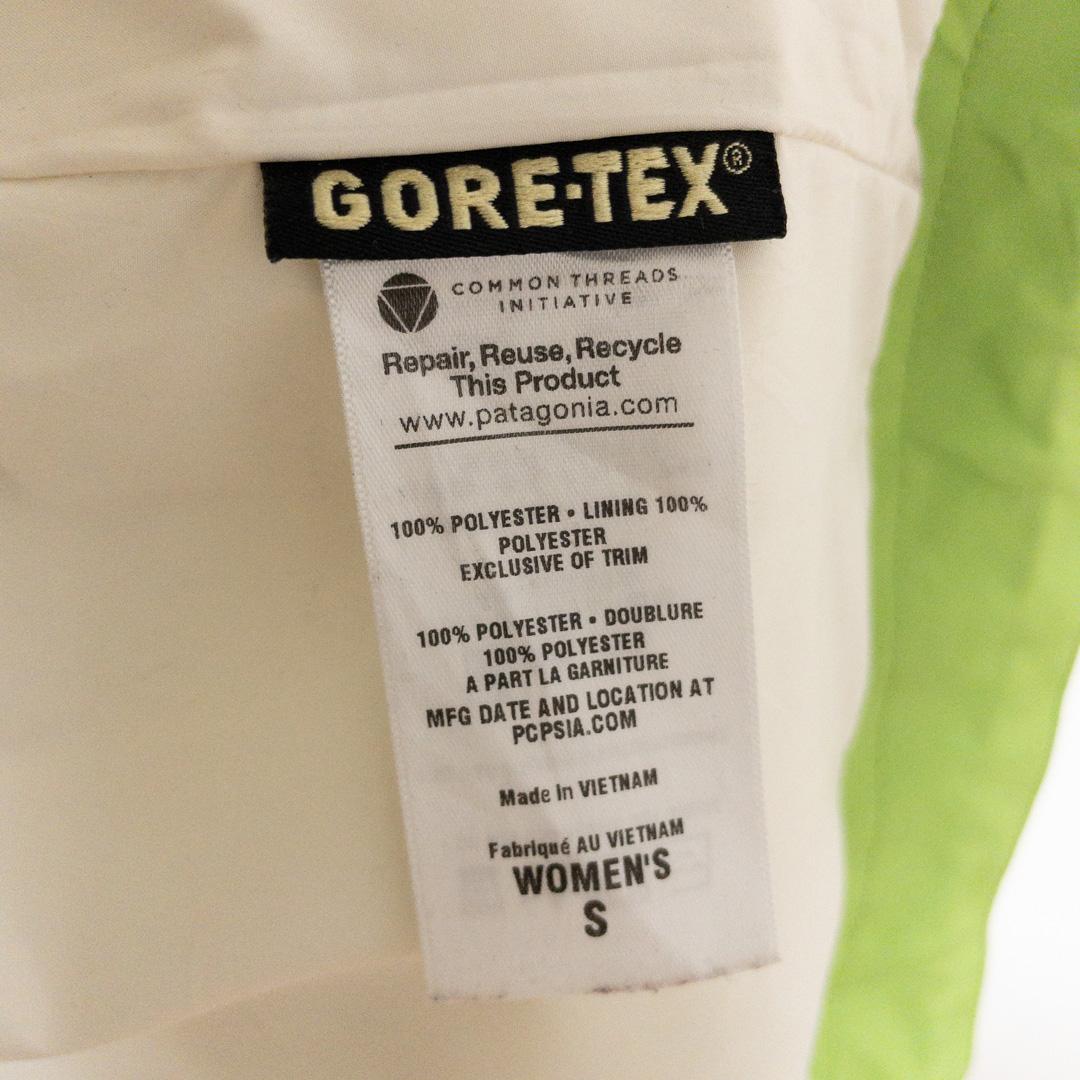 GORE-TEX®
COMMON THREADS
INITIATIVE
Repair, Reuse, Recycle
This Product
www.patagonia.com
100% POLYESTER • LINING 100%
POLYESTER
EXCLUSIVE OF TRIM
100% POLYESTER • DOUBLURE
100% POLYESTER
A PART LA GARNITURE
MFG DATE AND LOCATION AT
PCPSIA.COM
Made In VIETNAM
Fabriqué AU VIETNAM
WOMEN'S
S